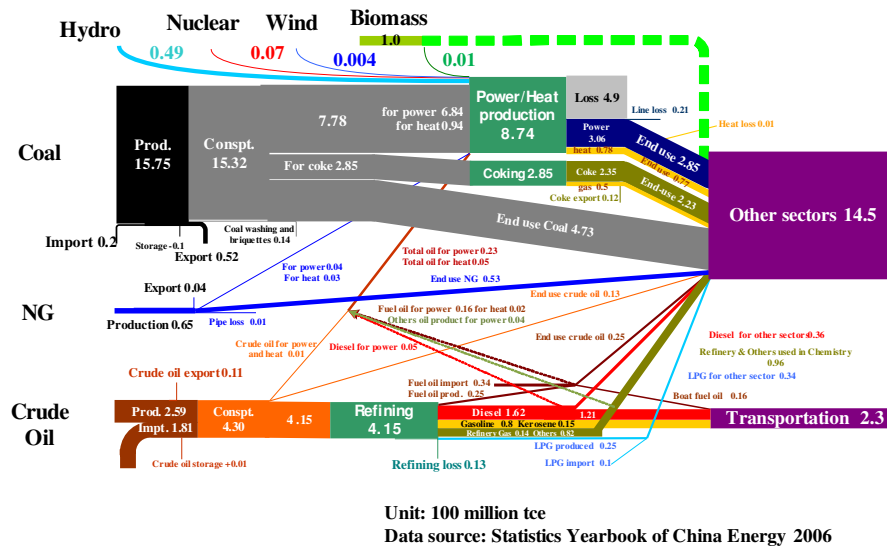 Hydro
Nuclear
Wind
Biomass
1.0
0.49
0.07
0.004
0.01
Coal
Prod.
15.75
Conspt.
15.32
7.78
for power 6.84
for heat 0.94
Power/Heat
production
8.74
Loss 4.9
Line loss 0.21
Power
3.06
heat 0.78
Heat loss 0.01
End use 2.85
End use 0.77
For coke 2.85
Coking 2.85
Coke 2.35
gas 0.5
Coke export 0.12
End-use 2.23
End use Coal 4.73
Other sectors 14.5
Import 0.2
Storage -0.1
Export 0.52
Coal washing and
briquettes 0.14
Total oil for power 0.23
Total oil for heat 0.05
For power 0.04
For heat 0.03
End use NG 0.53
NG
Export 0.04
Production 0.65
Pipe loss 0.01
End use crude oil 0.13
Fuel oil for power 0.16 for heat 0.02
Others oil product for power 0.04
Crude oil for power
and heat 0.01
Diesel for power 0.05
End use crude oil 0.25
Diesel for other sectors 0.36
Refinery & Others used in Chemistry
0.96
LPG for other sector 0.34
Crude oil export 0.11
Fuel oil import 0.34
Fuel oil prod. 0.25
Boat fuel oil 0.16
Crude
Oil
Prod. 2.59
Impt. 1.81
Conspt.
4.30
4.15
Refining
4.15
Diesel 1.62
1.21
Gasoline 0.8 Kerosene 0.15
Refinery Gas 0.14 Others 0.82
Transportation 2.3
Crude oil storage +0.01
Refining loss 0.13
LPG produced 0.25
LPG import 0.1
Unit: 100 million tce
Data source: Statistics Yearbook of China Energy 2006